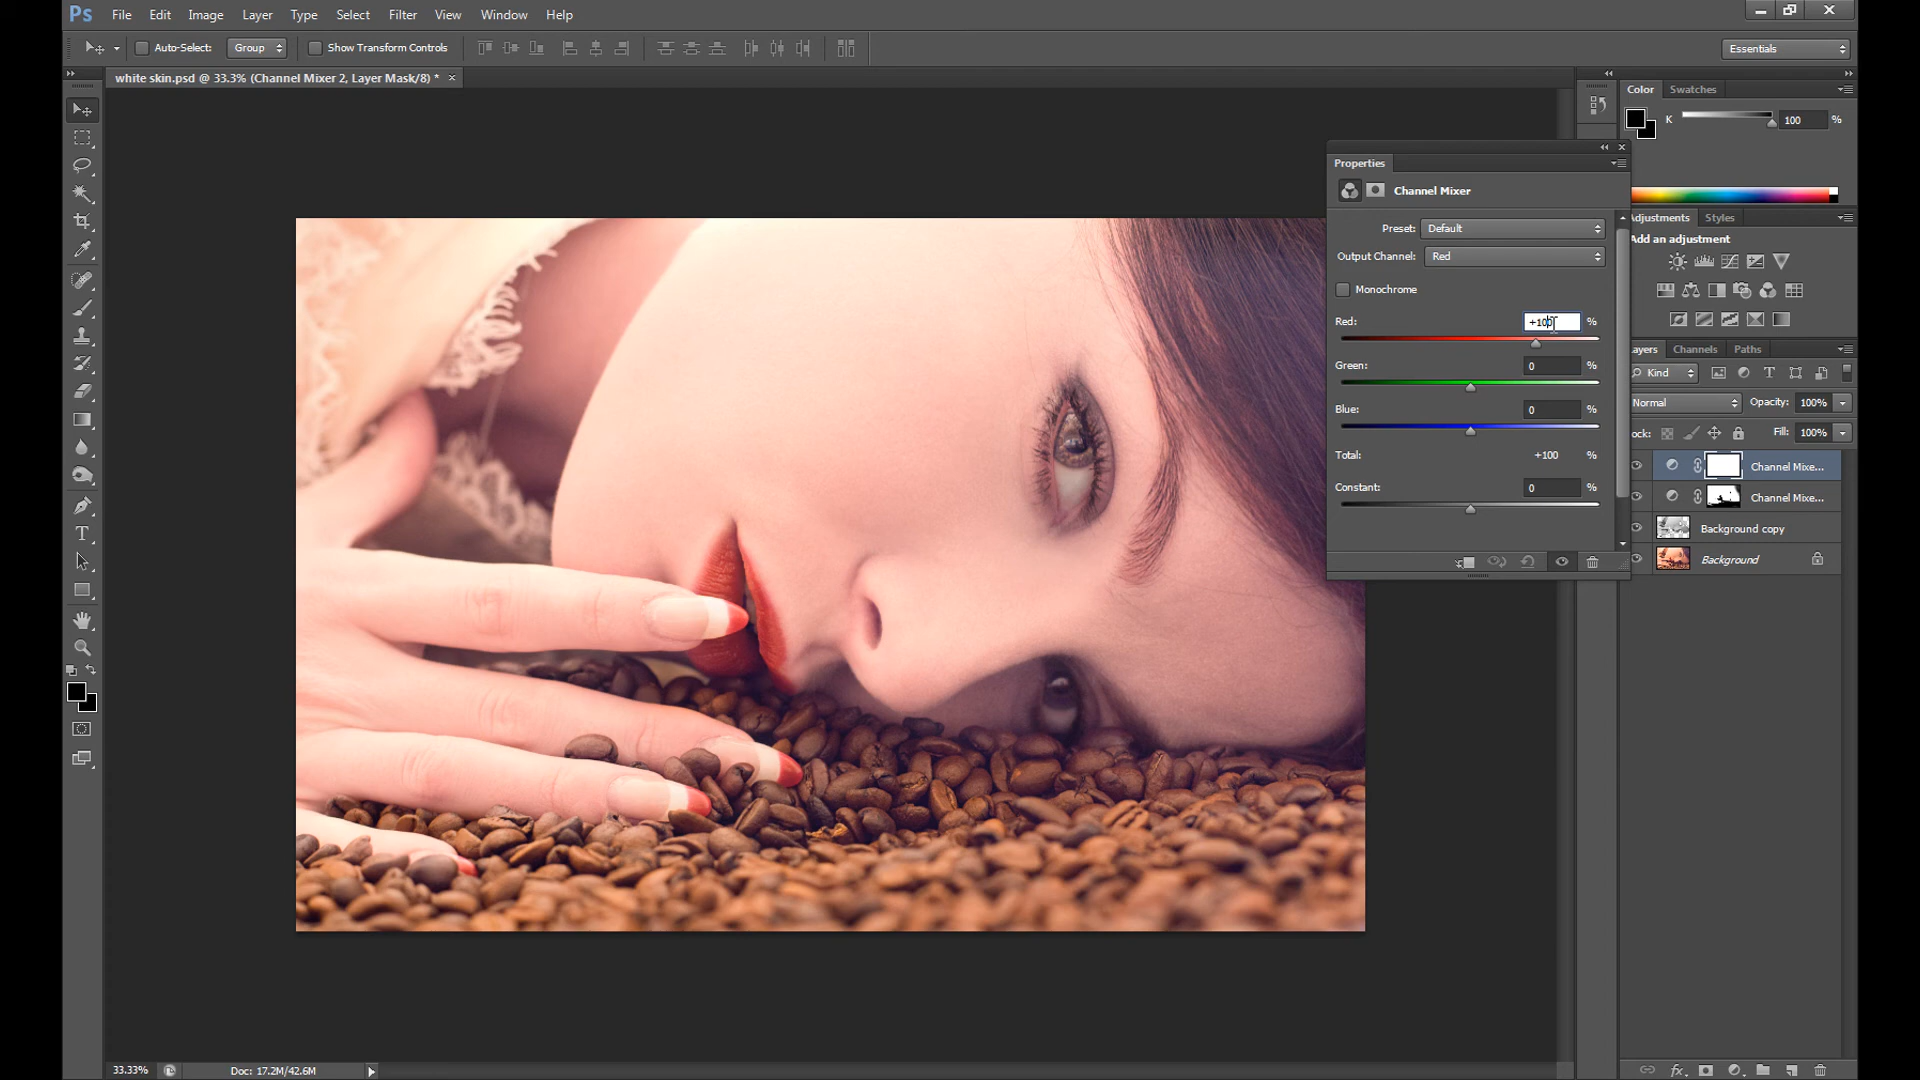 Ps File Edit Image Layer Type Select Filter View Window Help
Auto-Select: Group Show Transform Controls Essentials
white skin.psd @ 33.3% (Channel Mixer 2, Layer Mask/8) * ×
Color Swatches
K 100 %
Properties
Channel Mixer
Preset: Default
Output Channel: Red
Monochrome
Red: +100 %
Green: 0 %
Blue: 0 %
Total: +100 %
Constant: 0 %
Adjustments Styles
Add an adjustment
ayers Channels Paths
Kind
Normal Opacity: 100%
ock: Fill: 100%
Channel Mixe...
Channel Mixe...
Background copy
Background
33.33% Doc: 17.2M/42.6M